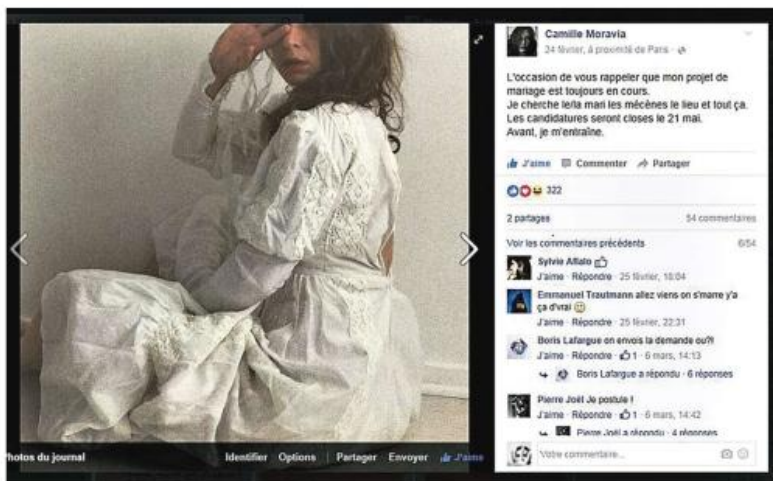 Camille Moravia
24 février, à proximité de Paris
L'occasion de vous rappeler que mon projet de
mariage est toujours en cours.
Je cherche le/la mari les mécènes le lieu et tout ça.
Les candidatures seront closes le 21 mai.
Avant, je m'entraîne.
J'aime Commenter Partager
322
2 partages 54 commentaires
Voir les commentaires précédents 6/54
Sylvie Aflalo
J'aime · Répondre · 25 février, 18:04
Emmanuel Trautmann allez viens on s'marre y'a
ça d'vrai
J'aime · Répondre · 25 février, 22:31
Boris Lafargue on envois la demande ou?!
J'aime · Répondre · 1 · 6 mars, 14:13
Boris Lafargue a répondu · 6 réponses
Pierre Joël Je postule !
J'aime · Répondre · 1 · 6 mars, 14:42
Pierre Joël a répondu · 4 réponses
Votre commentaire...
Photos du journal Identifier Options Partager Envoyer J'aime